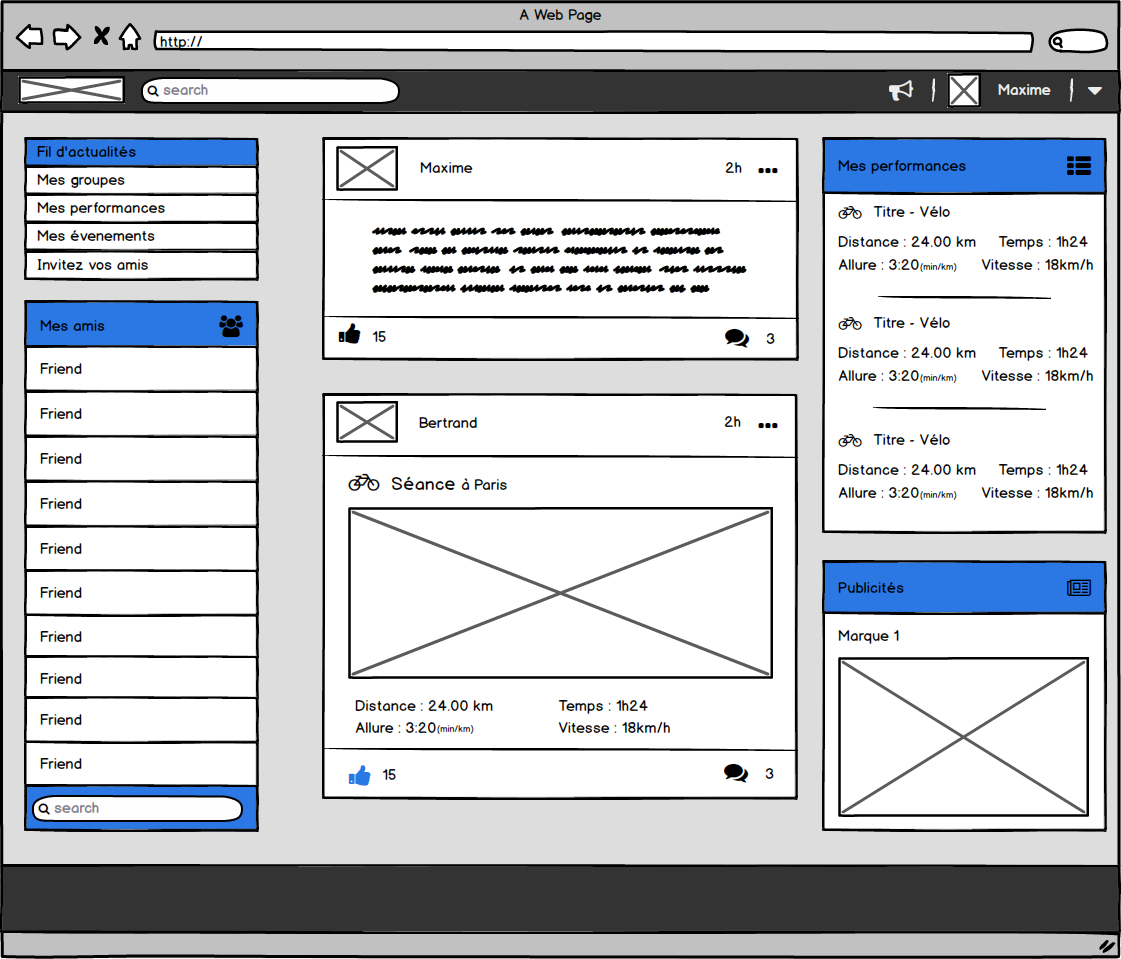 A Web Page
http://
search
Maxime
Fil d'actualités
Mes groupes
Mes performances
Mes évenements
Invitez vos amis
Mes amis
Friend
Friend
Friend
Friend
Friend
Friend
Friend
Friend
Friend
Friend
search
Maxime
2h
15
3
Bertrand
2h
Séance à Paris
Distance : 24.00 km
Temps : 1h24
Allure : 3:20(min/km)
Vitesse : 18km/h
15
3
Mes performances
Titre - Vélo
Distance : 24.00 km
Temps : 1h24
Allure : 3:20(min/km)
Vitesse : 18km/h
Titre - Vélo
Distance : 24.00 km
Temps : 1h24
Allure : 3:20(min/km)
Vitesse : 18km/h
Titre - Vélo
Distance : 24.00 km
Temps : 1h24
Allure : 3:20(min/km)
Vitesse : 18km/h
Publicités
Marque 1